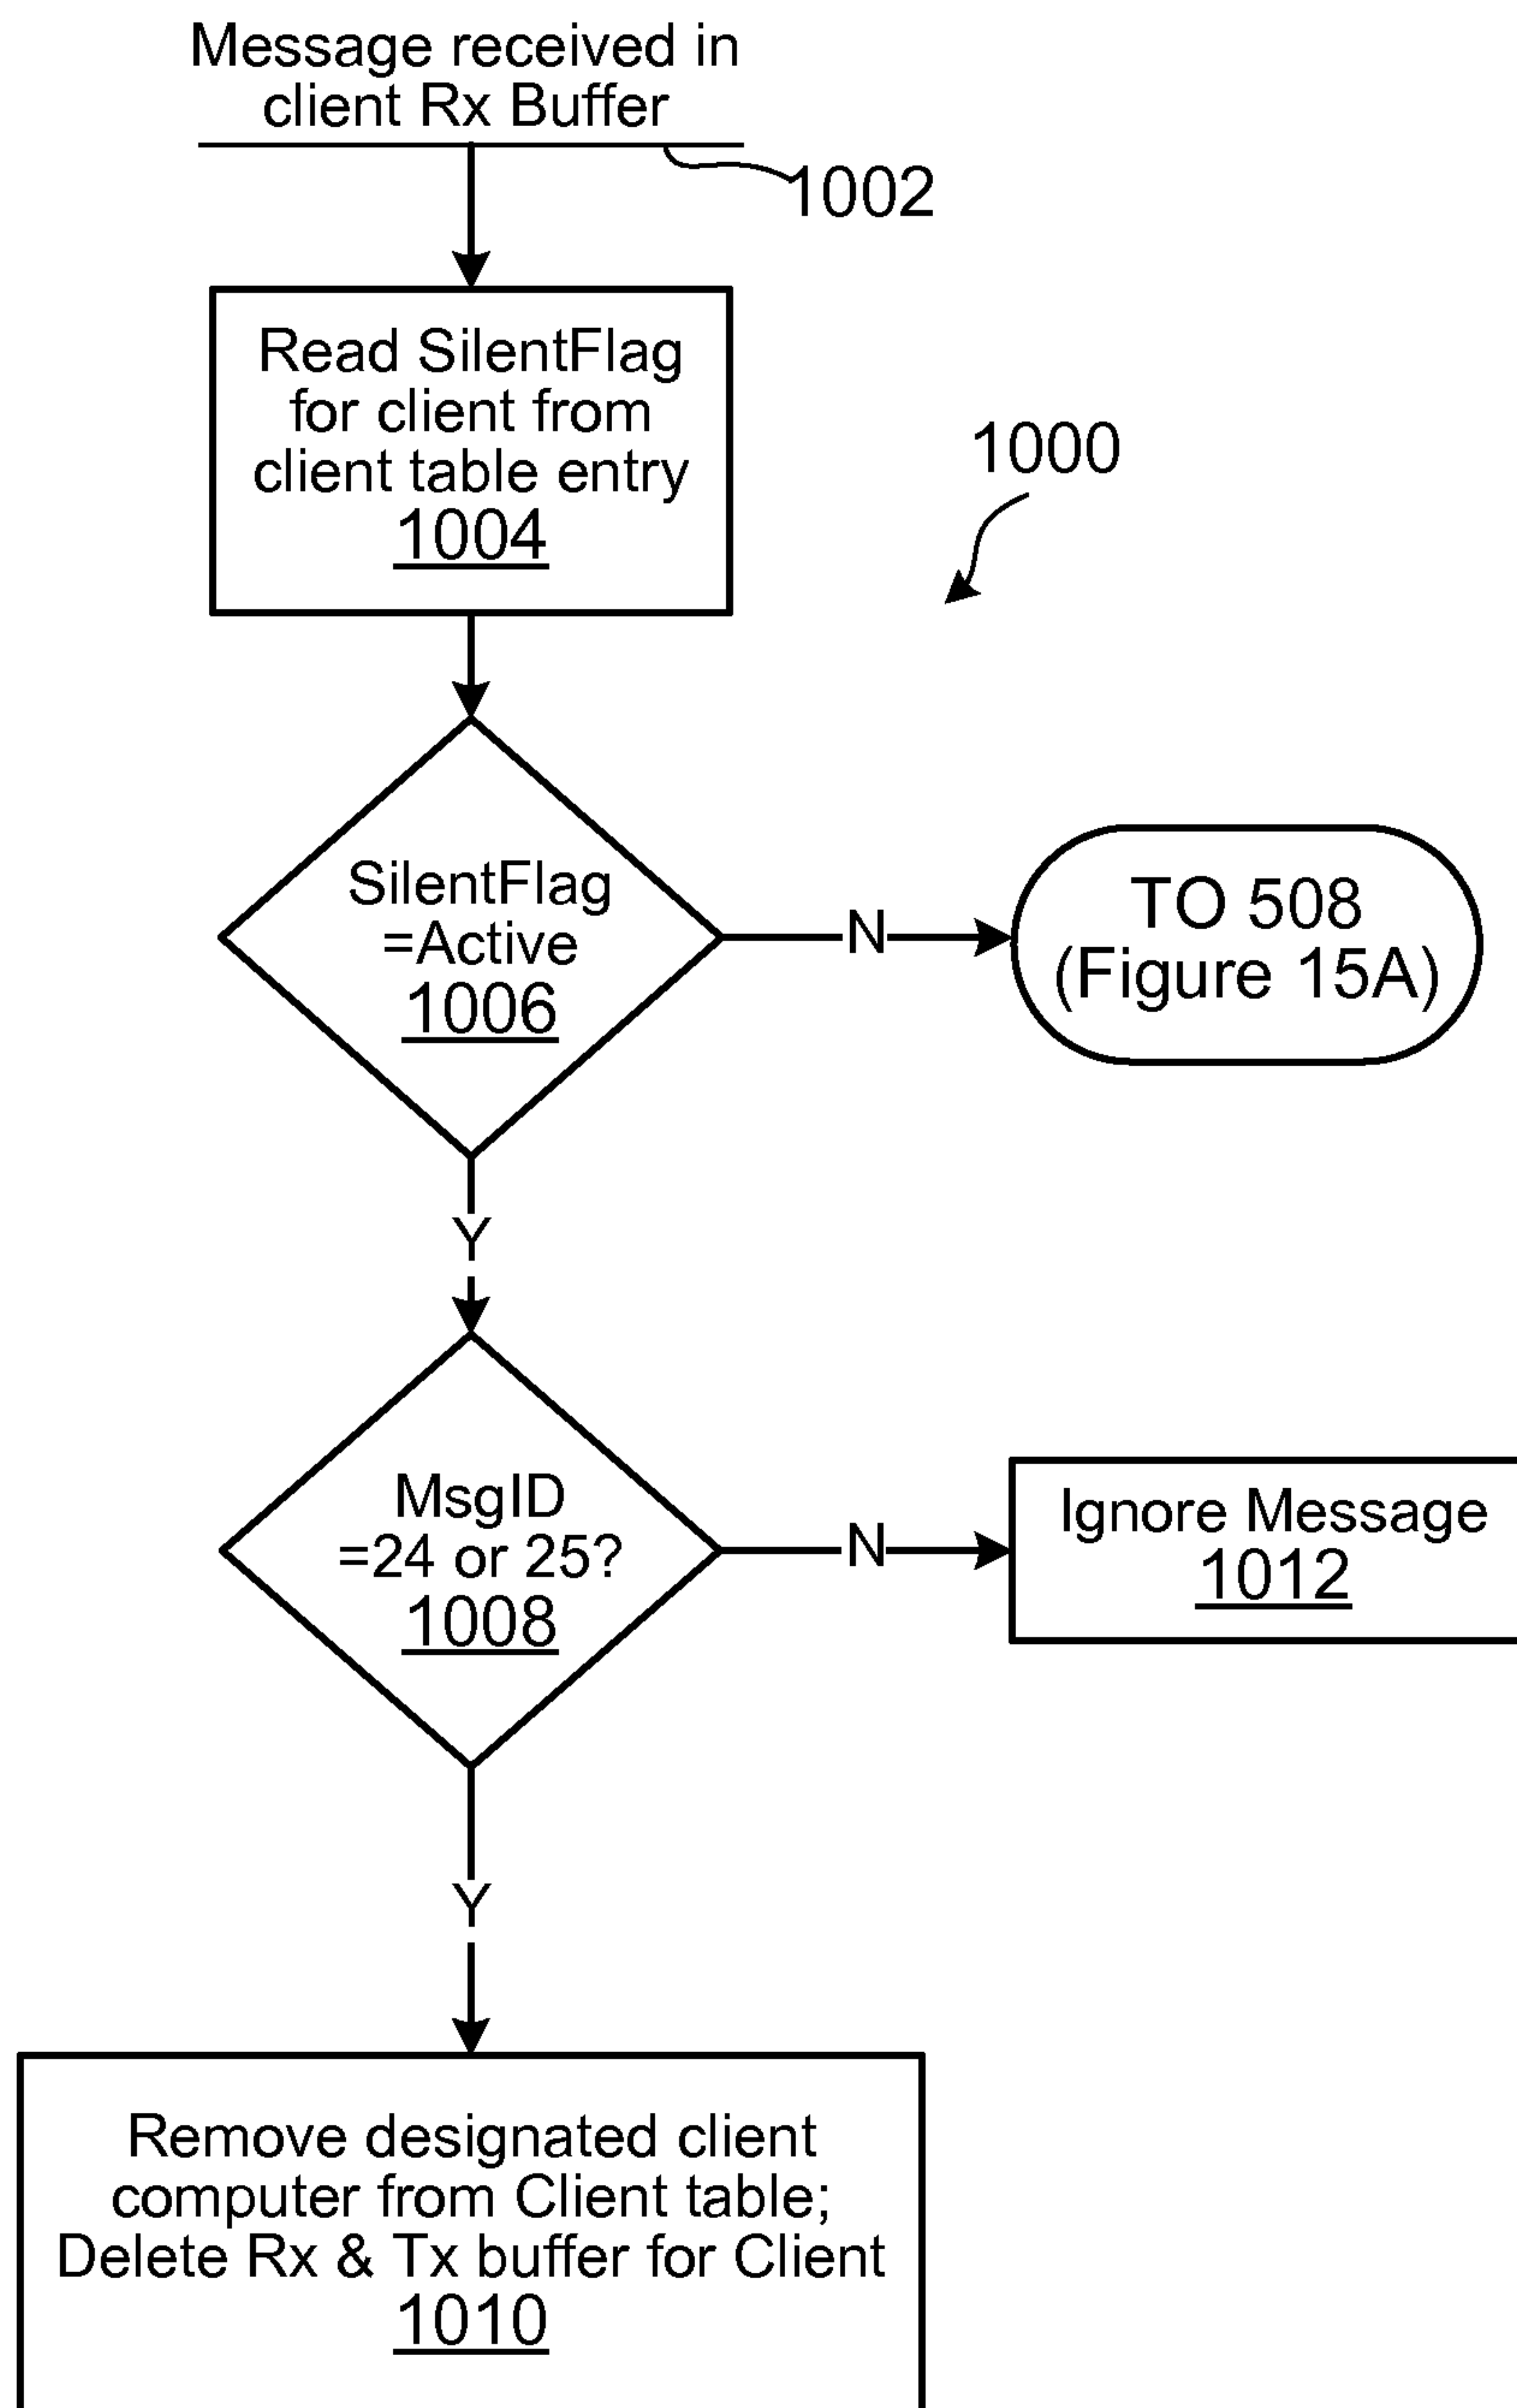 Message received in
client Rx Buffer
1002
Read SilentFlag
for client from
client table entry
1004
1000
SilentFlag
=Active
1006
N
TO 508
(Figure 15A)
Y
MsgID
=24 or 25?
1008
N
Ignore Message
1012
Y
Remove designated client
computer from Client table;
Delete Rx & Tx buffer for Client
1010